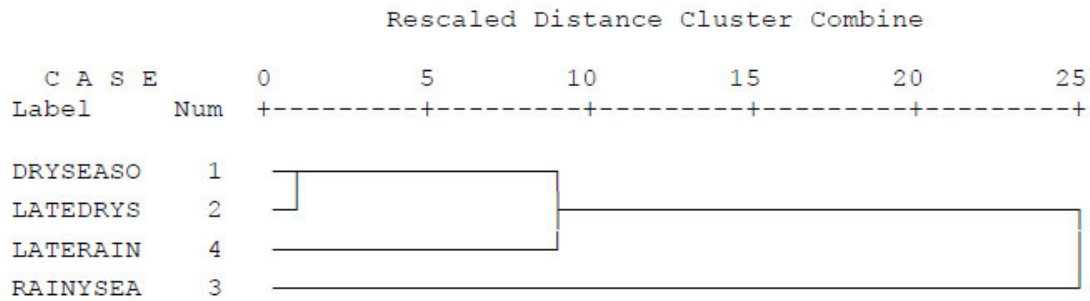 Rescaled Distance Cluster Combine
C A S E 0 5 10 15 20 25
Label Num +---------+---------+---------+---------+---------+
DRYSEASO 1
LATEDRYS 2
LATERAIN 4
RAINYSEA 3